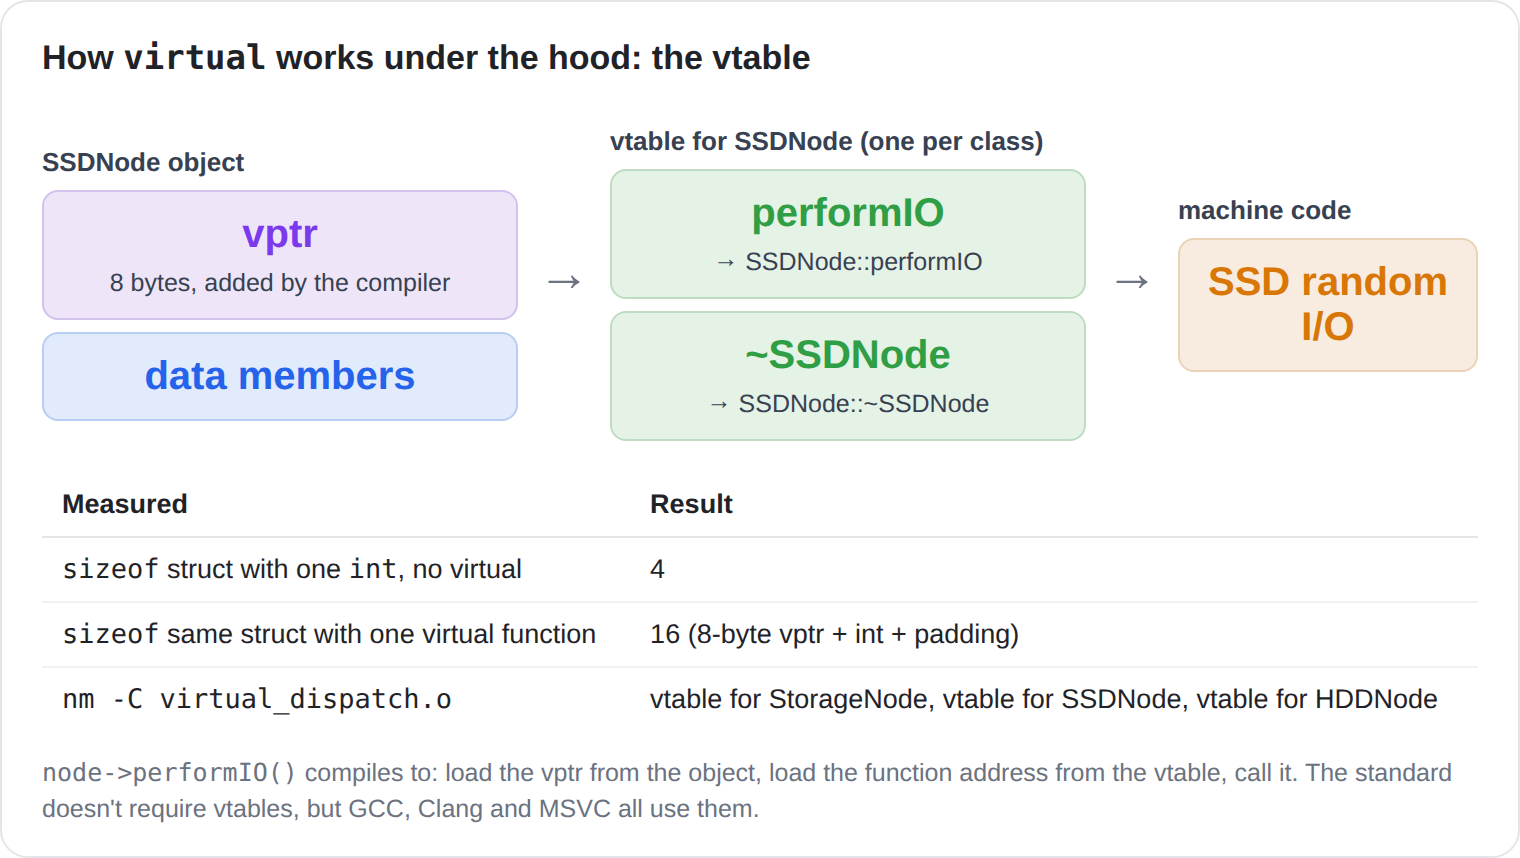 How virtual works under the hood: the vtable
SSDNode object
vptr
8 bytes, added by the compiler
data members
→
vtable for SSDNode (one per class)
performIO
→ SSDNode::performIO
~SSDNode
→ SSDNode::~SSDNode
→
machine code
SSD random
I/O
Measured Result
sizeof struct with one int, no virtual 4
sizeof same struct with one virtual function 16 (8-byte vptr + int + padding)
nm -C virtual_dispatch.o vtable for StorageNode, vtable for SSDNode, vtable for HDDNode
node->performIO() compiles to: load the vptr from the object, load the function address from the vtable, call it. The standard
doesn't require vtables, but GCC, Clang and MSVC all use them.